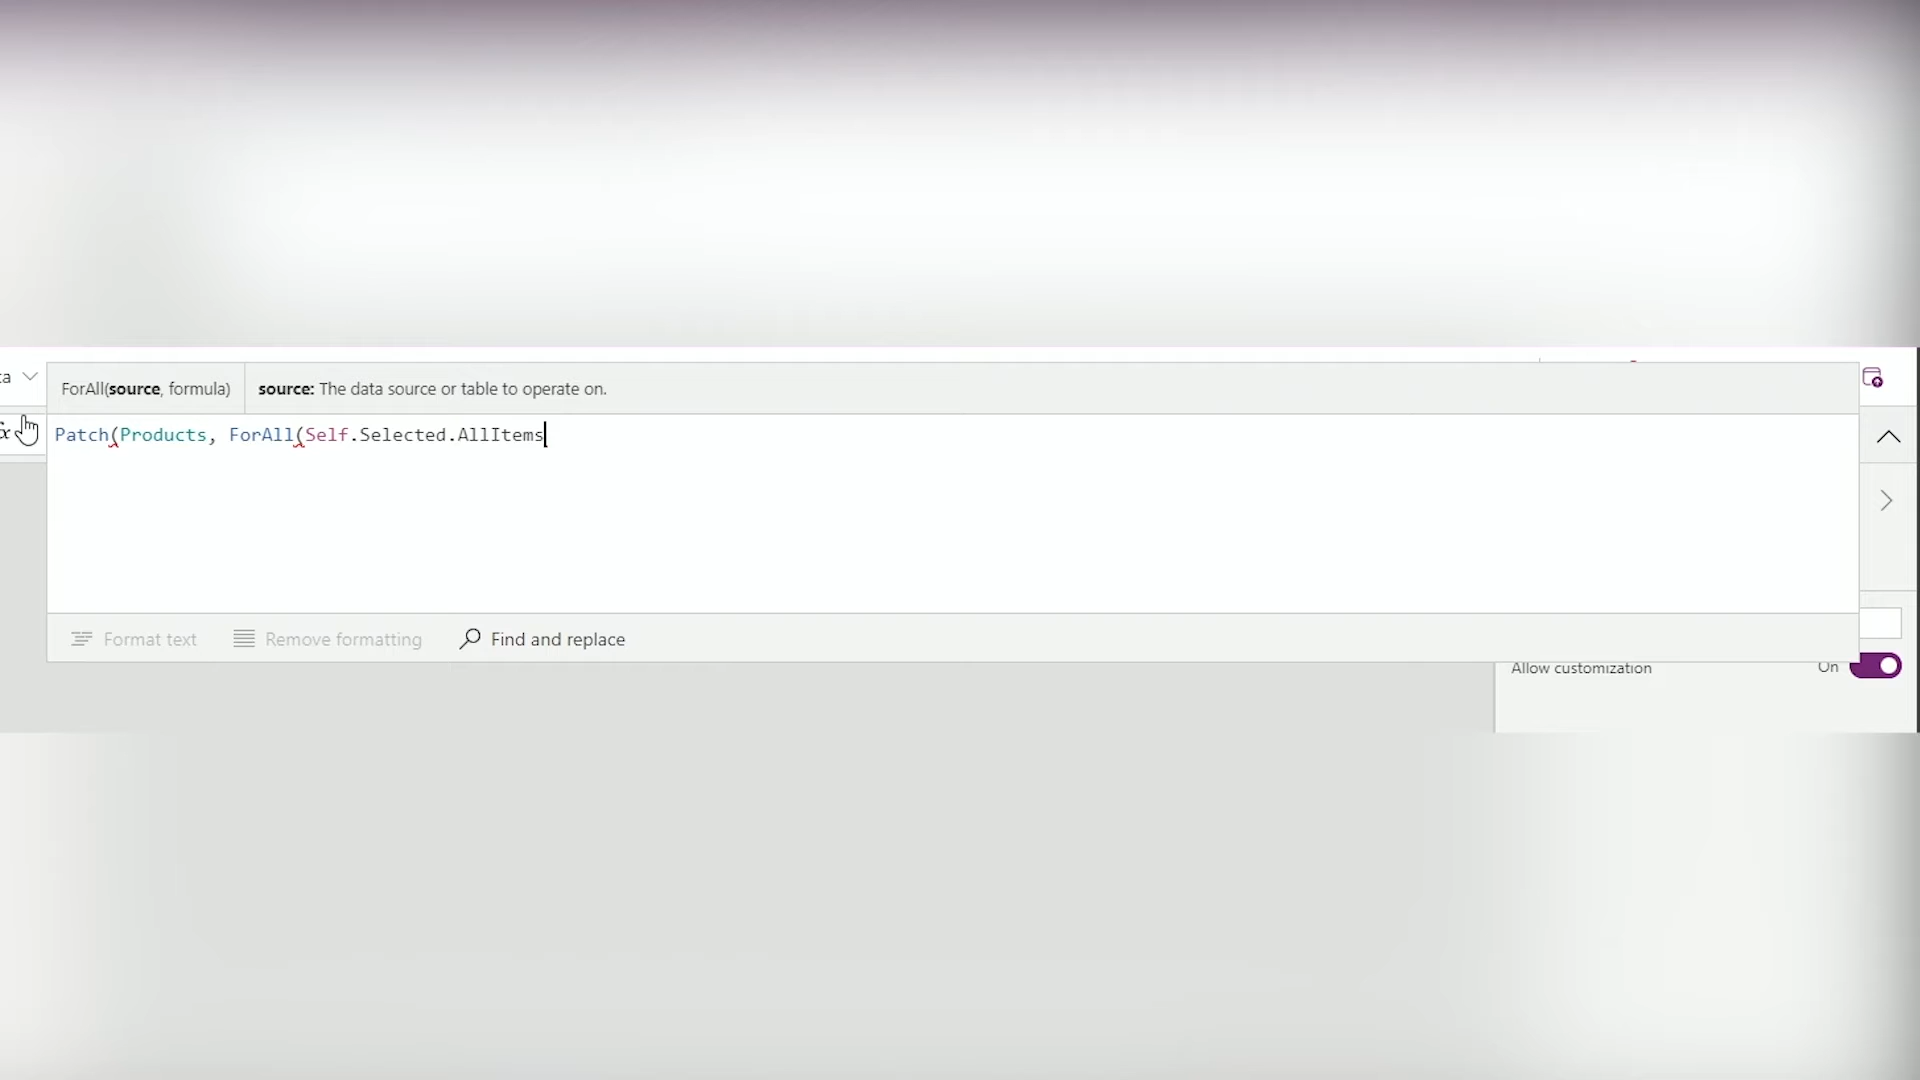 ForAll(source, formula) source: The data source or table to operate on.
Patch(Products, ForAll(Self.Selected.AllItems
Format text Remove formatting Find and replace
Allow customization On